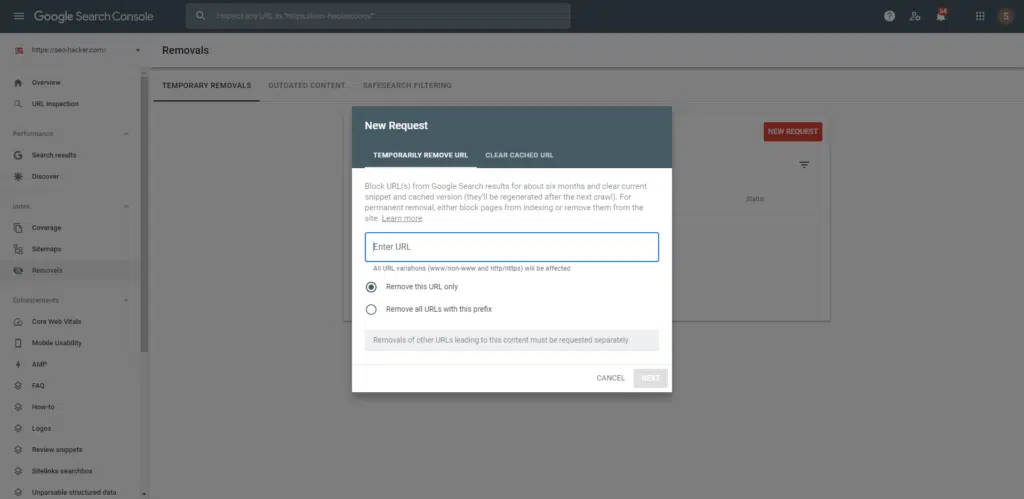 Google Search Console
Inspect any URL in "https://seo-hacker.com/"
54
S
https://seo-hacker.com/
Removals
Overview
URL inspection
Performance
Search results
Discover
Index
Coverage
Sitemaps
Removals
Enhancements
Core Web Vitals
Mobile Usability
AMP
FAQ
How-to
Logos
Review snippets
Sitelinks searchbox
Unparsable structured data
TEMPORARY REMOVALS
OUTDATED CONTENT
SAFESEARCH FILTERING
NEW REQUEST
Status
New Request
TEMPORARILY REMOVE URL
CLEAR CACHED URL
Block URL(s) from Google Search results for about six months and clear current
snippet and cached version (they'll be regenerated after the next crawl). For
permanent removal, either block pages from indexing or remove them from the
site. Learn more
Enter URL
All URL variations (www/non-www and http/https) will be affected
Remove this URL only
Remove all URLs with this prefix
Removals of other URLs leading to this content must be requested separately
CANCEL
NEXT